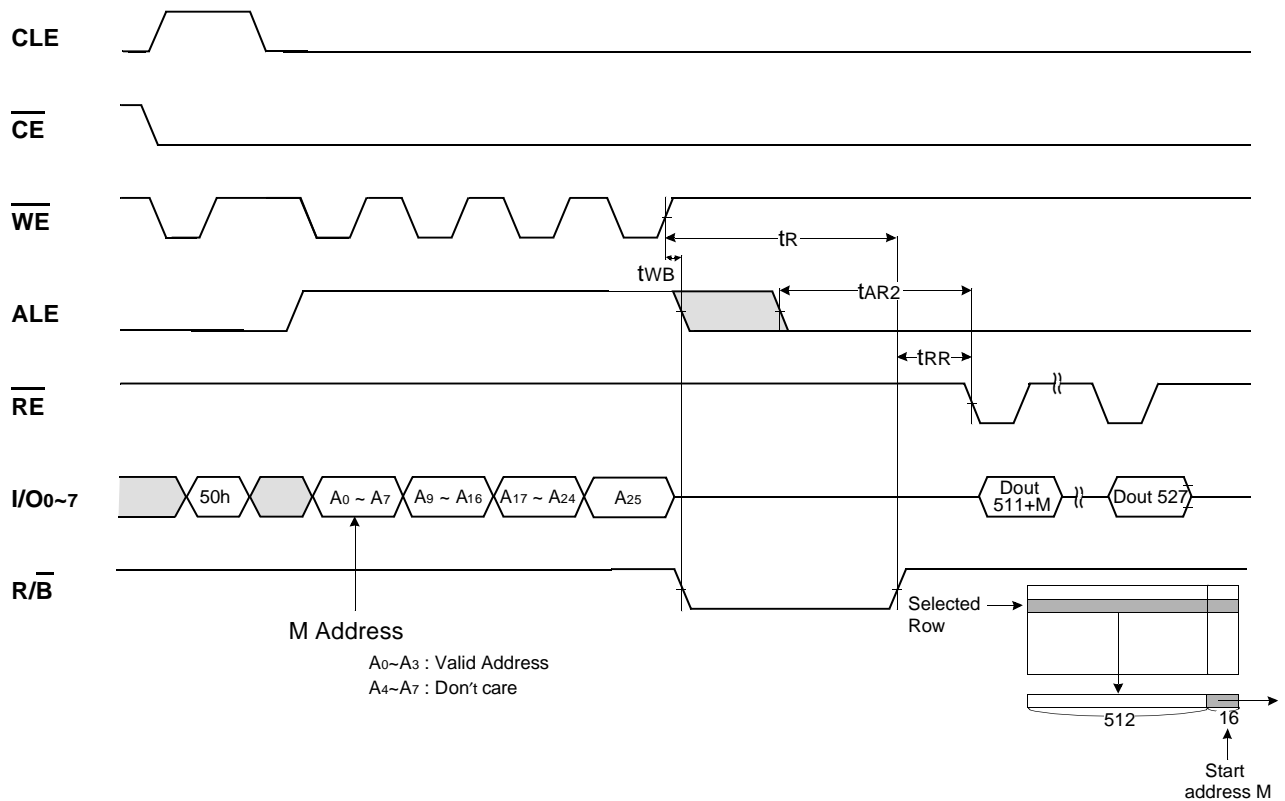 CLE
CE
WE
tR
tWB
ALE
tAR2
tRR
RE
I/O0~7
50h
A0 ~ A7
A9 ~ A16
A17 ~ A24
A25
Dout
511+M
Dout 527
R/B
M Address
A0~A3 : Valid Address
A4~A7 : Don't care
Selected
Row
512
16
Start
address M